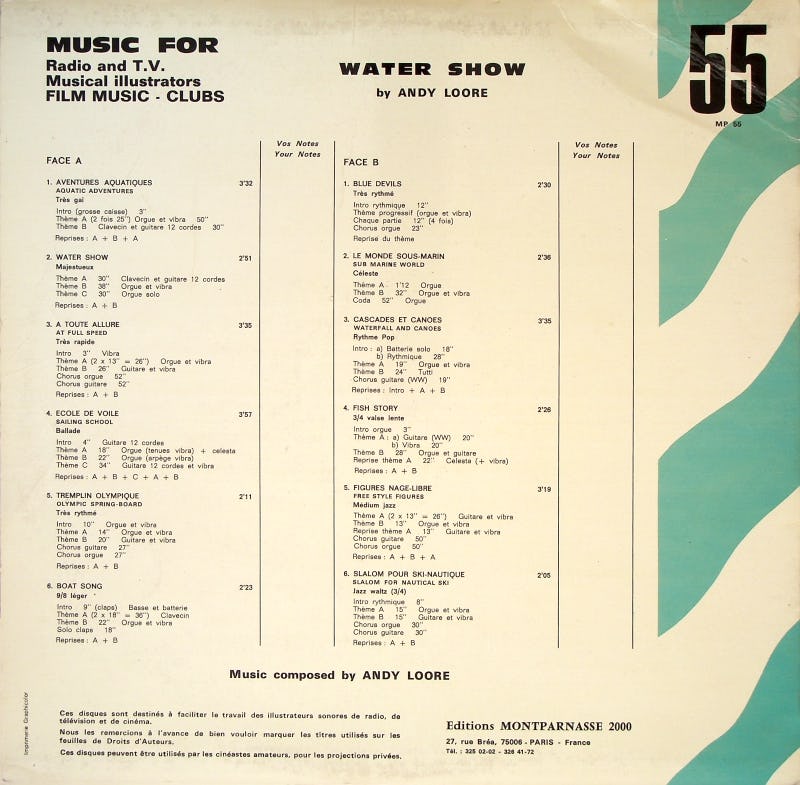 MUSIC FOR
Radio and T.V.
Musical illustrators
FILM MUSIC - CLUBS
WATER SHOW
by ANDY LOORE
55
MP 55
Vos Notes
Your Notes
FACE A
1. AVENTURES AQUATIQUES 3'32
AQUATIC ADVENTURES
Très gai
Intro (grosse caisse) 3"
Thème A (2 fois 25") Orgue et vibra 50"
Thème B Clavecin et guitare 12 cordes 30"
Reprises : A + B + A
2. WATER SHOW 2'51
Majestueux
Thème A 30" Clavecin et guitare 12 cordes
Thème B 38" Orgue et vibra
Thème C 30" Orgue solo
Reprises : A + B
3. A TOUTE ALLURE 3'35
AT FULL SPEED
Très rapide
Intro 3" Vibra
Thème A (2 x 13" = 26") Orgue et vibra
Thème B 26" Guitare et vibra
Chorus orgue 52"
Chorus guitare 52"
Reprises : A + B
4. ECOLE DE VOILE 3'57
SAILING SCHOOL
Ballade
Intro 4" Guitare 12 cordes
Thème A 18" Orgue (tenues vibra) + celesta
Thème B 22" Orgue (arpège vibra)
Thème C 34" Guitare 12 cordes et vibra
Reprises : A + B + C + A + B
5. TREMPLIN OLYMPIQUE 2'11
OLYMPIC SPRING-BOARD
Très rythmé
Intro 10" Orgue et vibra
Thème A 14" Orgue et vibra
Thème B 20" Guitare et vibra
Chorus guitare 27"
Chorus orgue 27"
Reprises : A + B
6. BOAT SONG 2'23
9/8 léger
Intro 9" (claps) Basse et batterie
Thème A (2 x 18" = 36") Clavecin
Thème B 22" Orgue et vibra
Solo claps 18"
Reprises : A + B
Vos Notes
Your Notes
FACE B
1. BLUE DEVILS 2'30
Très rythmé
Intro rythmique 12"
Thème progressif (orgue et vibra)
Chaque partie 12" (4 fois)
Chorus orgue 23"
Reprise du thème
2. LE MONDE SOUS-MARIN 2'36
SUB MARINE WORLD
Céleste
Thème A 1'12 Orgue
Thème B 32" Orgue et vibra
Coda 52" Orgue
3. CASCADES ET CANOES 3'35
WATERFALL AND CANOES
Rythme Pop
Intro : a) Batterie solo 18"
b) Rythmique 28"
Thème A 19" Orgue et vibra
Thème B 24" Tutti
Chorus guitare (WW) 19"
Reprises : Intro + A + B
4. FISH STORY 2'26
3/4 valse lente
Intro orgue 3"
Thème A : a) Guitare (WW) 20"
b) Vibra 20"
Thème B 28" Orgue et guitare
Reprise thème A 22" Celesta (+ vibra)
Reprises : A + B
5. FIGURES NAGE-LIBRE 3'19
FREE STYLE FIGURES
Médium jazz
Thème A (2 x 13" = 26") Guitare et vibra
Thème B 13" Orgue et vibra
Reprise thème A 13" Guitare et vibra
Chorus guitare 50"
Chorus orgue 50"
Reprises : A + B + A
6. SLALOM POUR SKI-NAUTIQUE 2'05
SLALOM FOR NAUTICAL SKI
Jazz waltz (3/4)
Intro rythmique 8"
Thème A 15" Orgue et vibra
Thème B 15" Guitare et vibra
Chorus orgue 30"
Chorus guitare 30"
Reprises : A + B
Music composed by ANDY LOORE
Ces disques sont destinés à faciliter le travail des illustrateurs sonores de radio, de
télévision et de cinéma.
Nous les remercions à l'avance de bien vouloir marquer les titres utilisés sur les
feuilles de Droits d'Auteurs.
Ces disques peuvent être utilisés par les cinéastes amateurs, pour les projections privées.
Editions MONTPARNASSE 2000
27, rue Bréa, 75006 - PARIS - France
Tél. : 325 02-02 - 326 41-72
Imprimerie Graphicolor